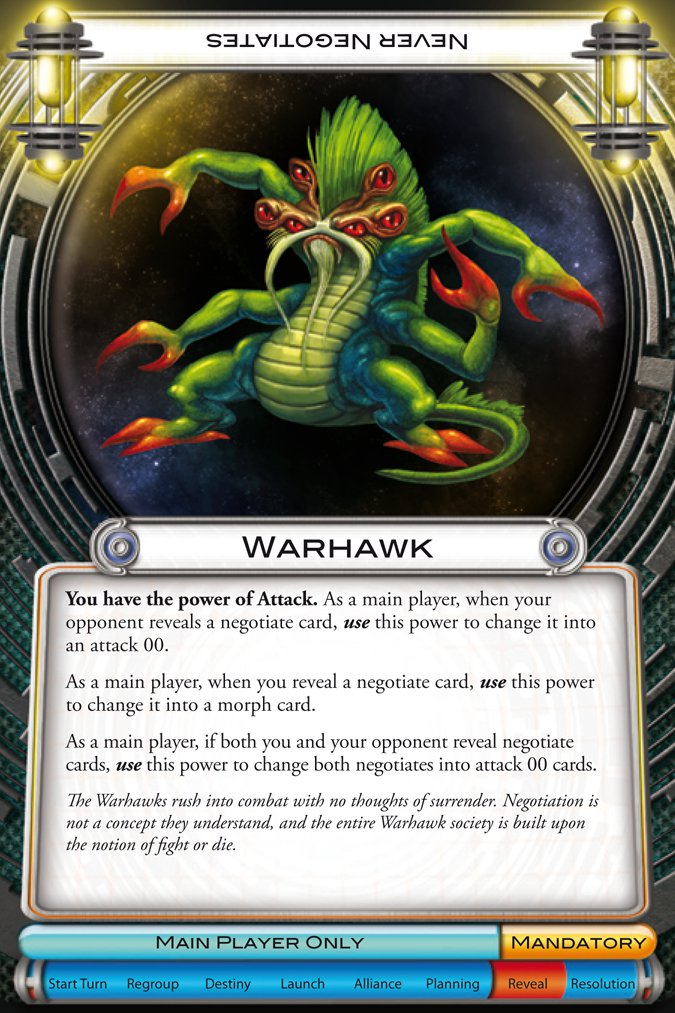 Never Negotiates
Warhawk
You have the power of Attack. As a main player, when your
opponent reveals a negotiate card, use this power to change it into
an attack 00.
As a main player, when you reveal a negotiate card, use this power
to change it into a morph card.
As a main player, if both you and your opponent reveal negotiate
cards, use this power to change both negotiates into attack 00 cards.
The Warhawks rush into combat with no thoughts of surrender. Negotiation is
not a concept they understand, and the entire Warhawk society is built upon
the notion of fight or die.
Main Player Only Mandatory
Start Turn Regroup Destiny Launch Alliance Planning Reveal Resolution